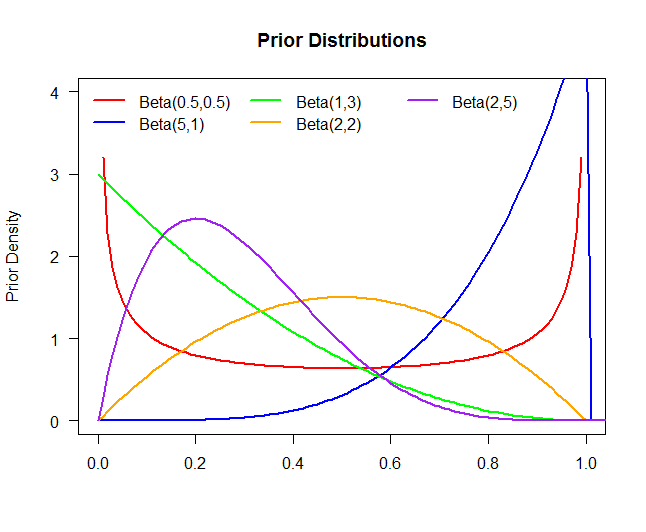 Prior Distributions
Beta(0.5,0.5) Beta(1,3) Beta(2,5)
Beta(5,1) Beta(2,2)
Prior Density
4
3
2
1
0
0.0 0.2 0.4 0.6 0.8 1.0